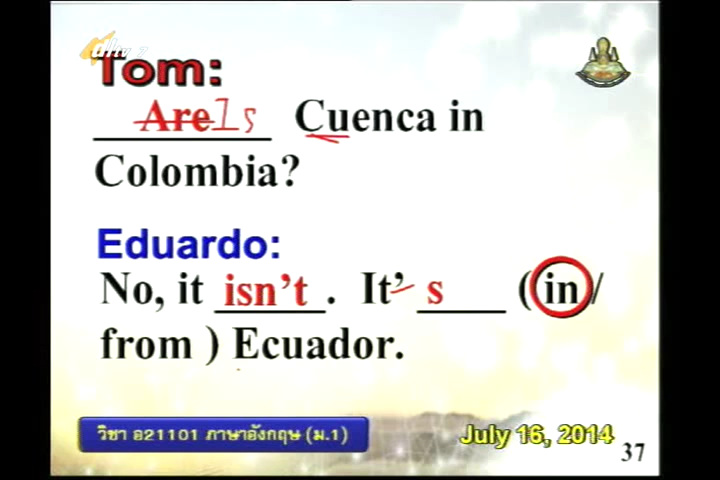 dltv 7
Tom:
Are Is Cuenca in
Colombia?
Eduardo:
No, it isn't. It' s (in/
from ) Ecuador.
วิชา อ21101 ภาษาอังกฤษ (ม.1)
July 16, 2014
37